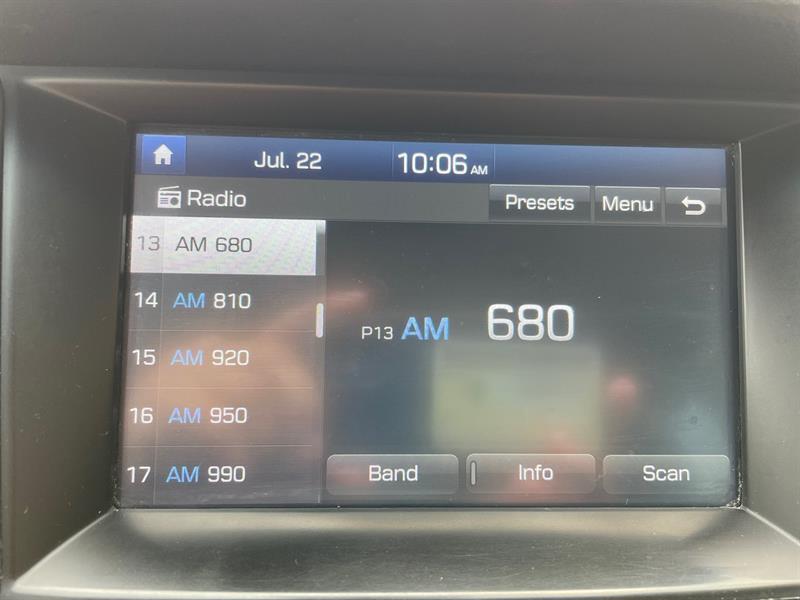 Jul. 22 10:06 AM
Radio Presets Menu
13 AM 680
14 AM 810
15 AM 920
16 AM 950
17 AM 990
P13 AM 680
Band Info Scan